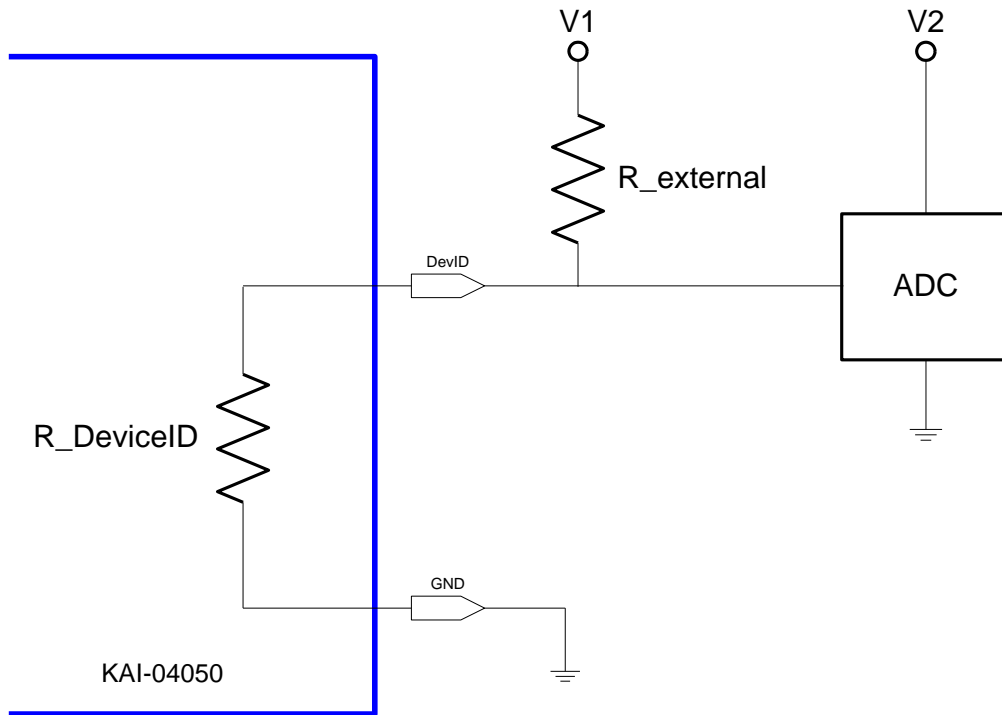 V1
V2
R_external
DevID
ADC
R_DeviceID
GND
KAI-04050